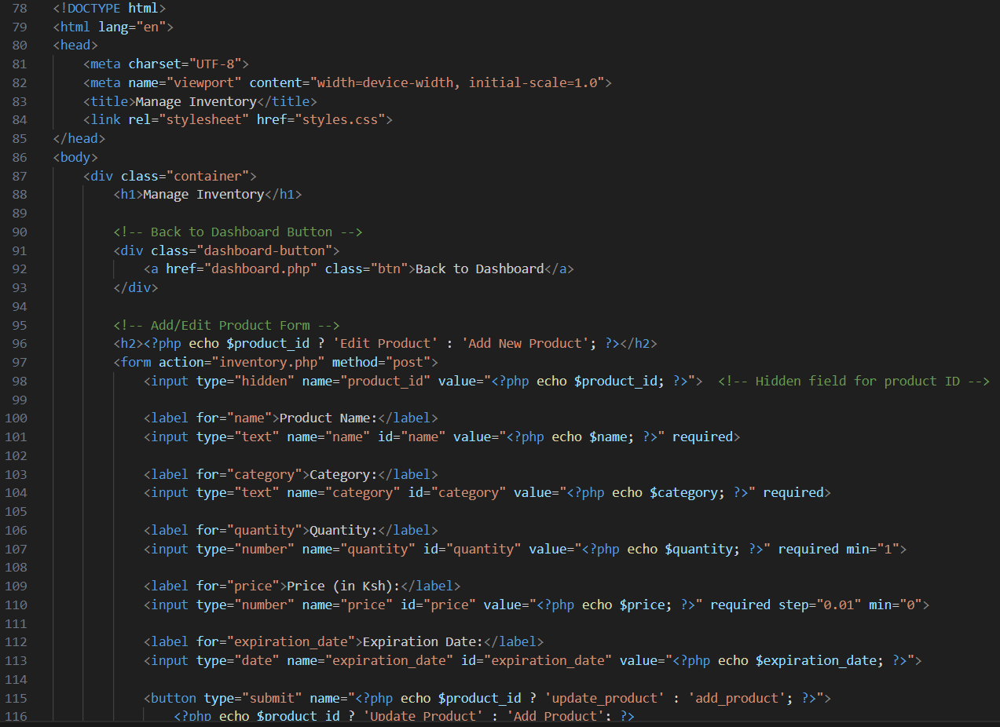 78 <!DOCTYPE html>
79 <html lang="en">
80 <head>
81     <meta charset="UTF-8">
82     <meta name="viewport" content="width=device-width, initial-scale=1.0">
83     <title>Manage Inventory</title>
84     <link rel="stylesheet" href="styles.css">
85 </head>
86 <body>
87     <div class="container">
88         <h1>Manage Inventory</h1>
89
90         <!-- Back to Dashboard Button -->
91         <div class="dashboard-button">
92             <a href="dashboard.php" class="btn">Back to Dashboard</a>
93         </div>
94
95         <!-- Add/Edit Product Form -->
96         <h2><?php echo $product_id ? 'Edit Product' : 'Add New Product'; ?></h2>
97         <form action="inventory.php" method="post">
98             <input type="hidden" name="product_id" value="<?php echo $product_id; ?>">  <!-- Hidden field for product ID -->
99
100             <label for="name">Product Name:</label>
101             <input type="text" name="name" id="name" value="<?php echo $name; ?>" required>
102
103             <label for="category">Category:</label>
104             <input type="text" name="category" id="category" value="<?php echo $category; ?>" required>
105
106             <label for="quantity">Quantity:</label>
107             <input type="number" name="quantity" id="quantity" value="<?php echo $quantity; ?>" required min="1">
108
109             <label for="price">Price (in Ksh):</label>
110             <input type="number" name="price" id="price" value="<?php echo $price; ?>" required step="0.01" min="0">
111
112             <label for="expiration_date">Expiration Date:</label>
113             <input type="date" name="expiration_date" id="expiration_date" value="<?php echo $expiration_date; ?>">
114
115             <button type="submit" name="<?php echo $product_id ? 'update_product' : 'add_product'; ?>">
116                 <?php echo $product_id ? 'Update Product' : 'Add Product'; ?>